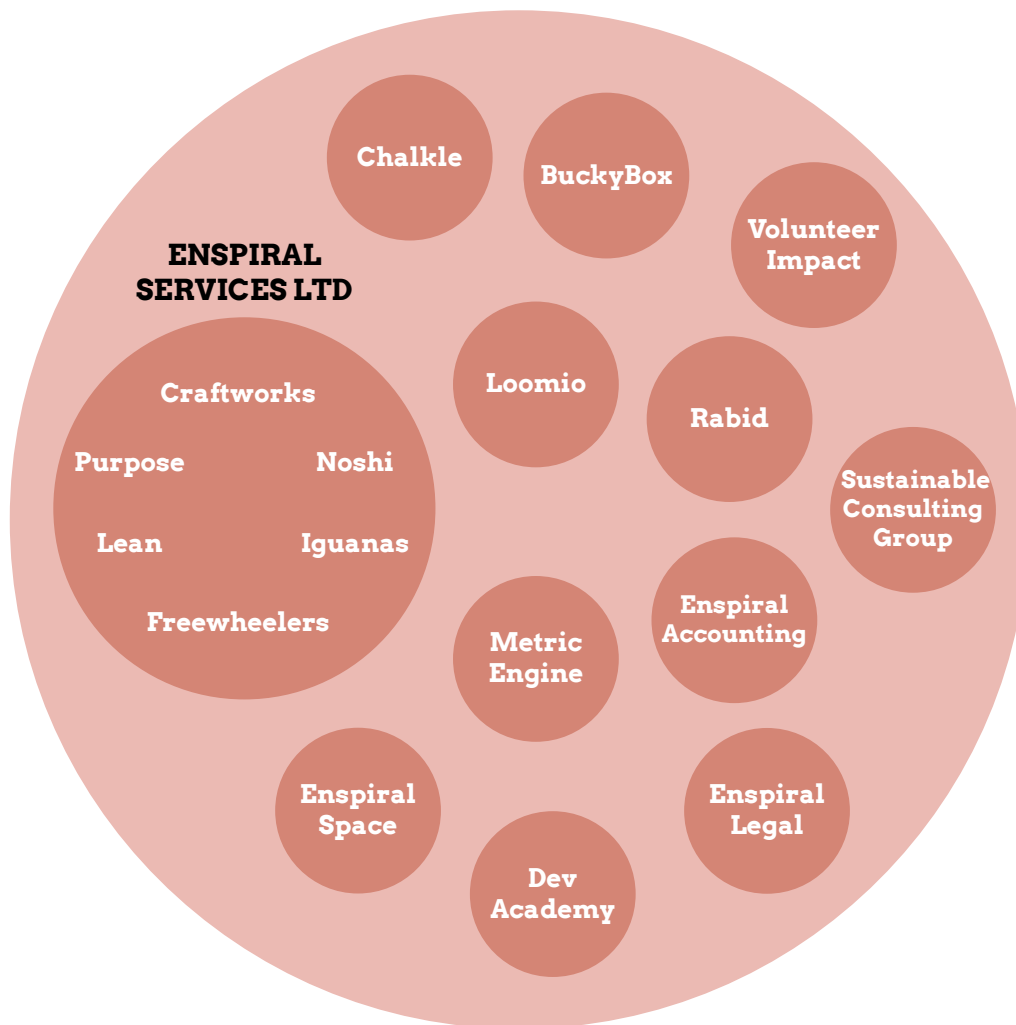 Chalkle
BuckyBox
Volunteer
Impact
ENSPIRAL
SERVICES LTD
Craftworks
Purpose
Noshi
Lean
Iguanas
Freewheelers
Loomio
Rabid
Sustainable
Consulting
Group
Metric
Engine
Enspiral
Accounting
Enspiral
Space
Dev
Academy
Enspiral
Legal